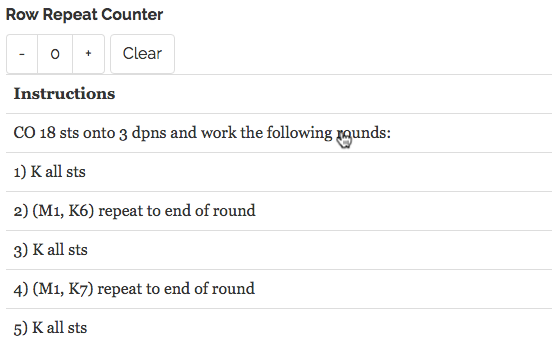 Row Repeat Counter
- 0 + Clear
Instructions
CO 18 sts onto 3 dpns and work the following rounds:
1) K all sts
2) (M1, K6) repeat to end of round
3) K all sts
4) (M1, K7) repeat to end of round
5) K all sts